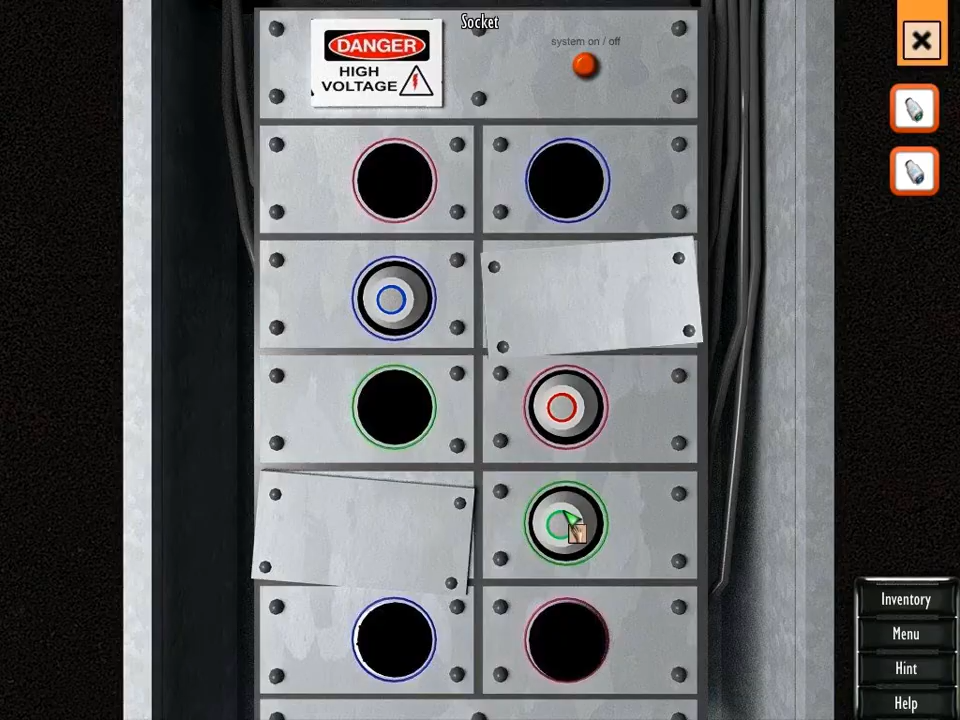 Socket
DANGER
HIGH
VOLTAGE
system on / off
Inventory
Menu
Hint
Help